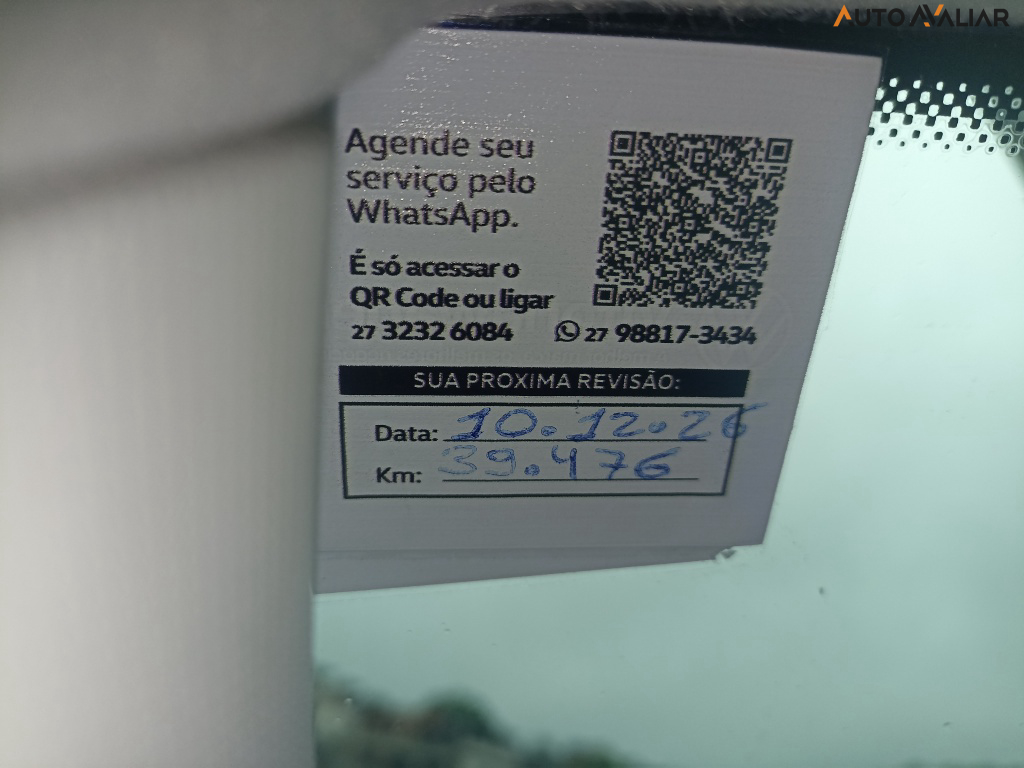 AUTO AVALIAR
Agende seu
serviço pelo
WhatsApp.
É só acessar o
QR Code ou ligar
27 3232 6084 27 98817-3434
SUA PROXIMA REVISÃO:
Data: 10.12.26
Km: 39.476